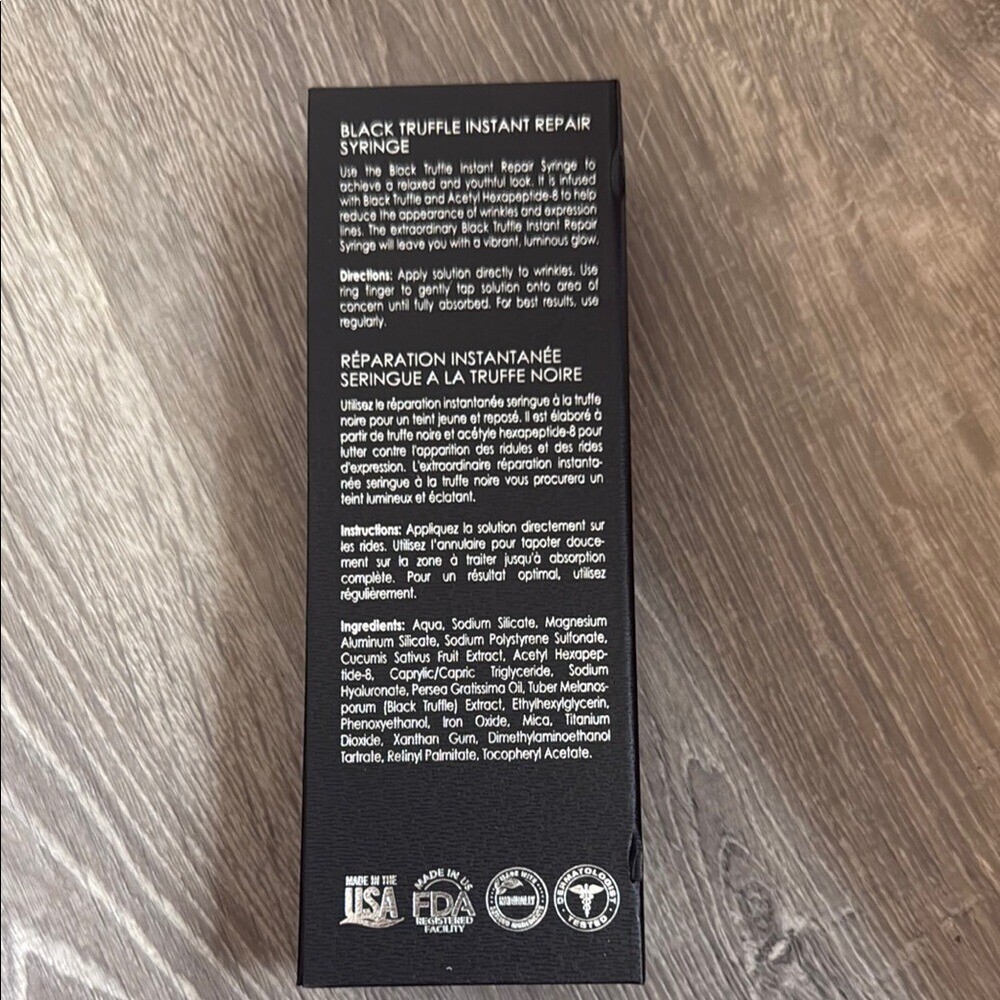 BLACK TRUFFLE INSTANT REPAIR
SYRINGE
Use the Black Truffle Instant Repair Syringe to
achieve a relaxed and youthful look. It is infused
with Black Truffle and Acetyl Hexapeptide-8 to help
reduce the appearance of wrinkles and expression
lines. The extraordinary Black Truffle Instant Repair
Syringe will leave you with a vibrant, luminous glow.
Directions: Apply solution directly to wrinkles. Use
ring finger to gently tap solution onto area of
concern until fully absorbed. For best results, use
regularly.
RÉPARATION INSTANTANÉE
SERINGUE A LA TRUFFE NOIRE
Utilisez le réparation instantanée seringue à la truffe
noire pour un teint jeune et reposé. Il est élaboré à
partir de truffe noire et acétyle hexapeptide-8 pour
lutter contre l'apparition des ridules et des rides
d'expression. L'extraordinaire réparation instanta-
née seringue à la truffe noire vous procurera un
teint lumineux et éclatant.
Instructions: Appliquez la solution directement sur
les rides. Utilisez l'annulaire pour tapoter douce-
ment sur la zone à traiter jusqu'à absorption
complète. Pour un résultat optimal, utilisez
régulièrement.
Ingredients: Aqua, Sodium Silicate, Magnesium
Aluminum Silicate, Sodium Polystyrene Sulfonate,
Cucumis Sativus Fruit Extract, Acetyl Hexapep-
tide-8, Caprylic/Capric Triglyceride, Sodium
Hyaluronate, Persea Gratissima Oil, Tuber Melanos-
porum (Black Truffle) Extract, Ethylhexylglycerin,
Phenoxyethanol, Iron Oxide, Mica, Titanium
Dioxide, Xanthan Gum, Dimethylaminoethanol
Tartrate, Retinyl Palmitate, Tocopheryl Acetate.
MADE IN THE
USA
MADE IN US
FDA
REGISTERED
FACILITY
MADE WITH
NATURALLY
INGREDIENTS
DERMATOLOGIST
TESTED